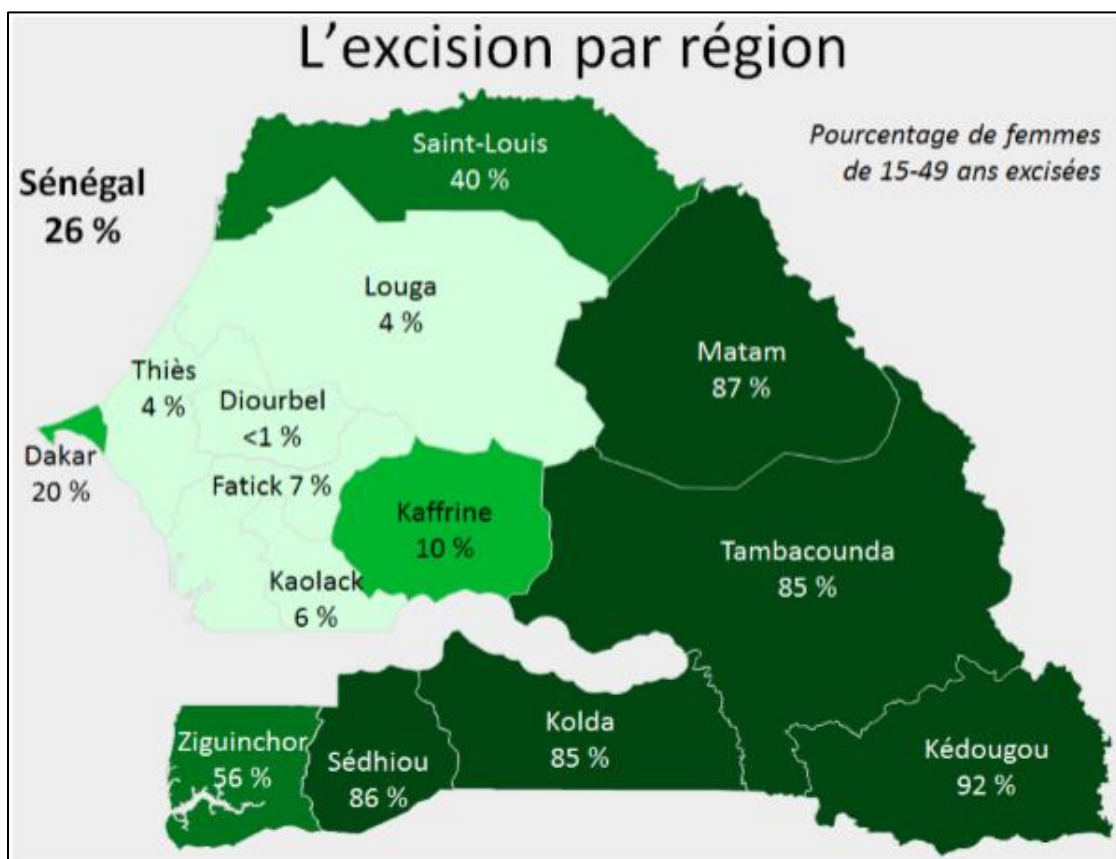 L'excision par région
Pourcentage de femmes
de 15-49 ans excisées
Sénégal
26 %
Saint-Louis
40 %
Louga
4 %
Matam
87 %
Thiès
4 %
Diourbel
<1 %
Dakar
20 %
Fatick 7 %
Kaffrine
10 %
Tambacounda
85 %
Kaolack
6 %
Ziguinchor
56 %
Sédhiou
86 %
Kolda
85 %
Kédougou
92 %